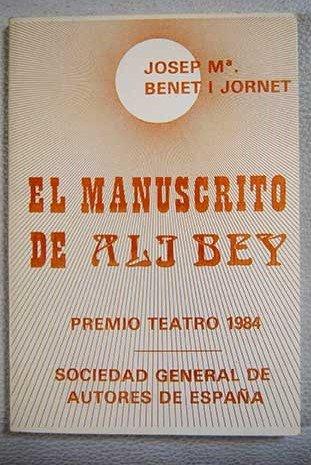 JOSEP Mª.
BENET I JORNET
EL MANUSCRITO
DE ALI BEY
PREMIO TEATRO 1984
SOCIEDAD GENERAL DE
AUTORES DE ESPAÑA